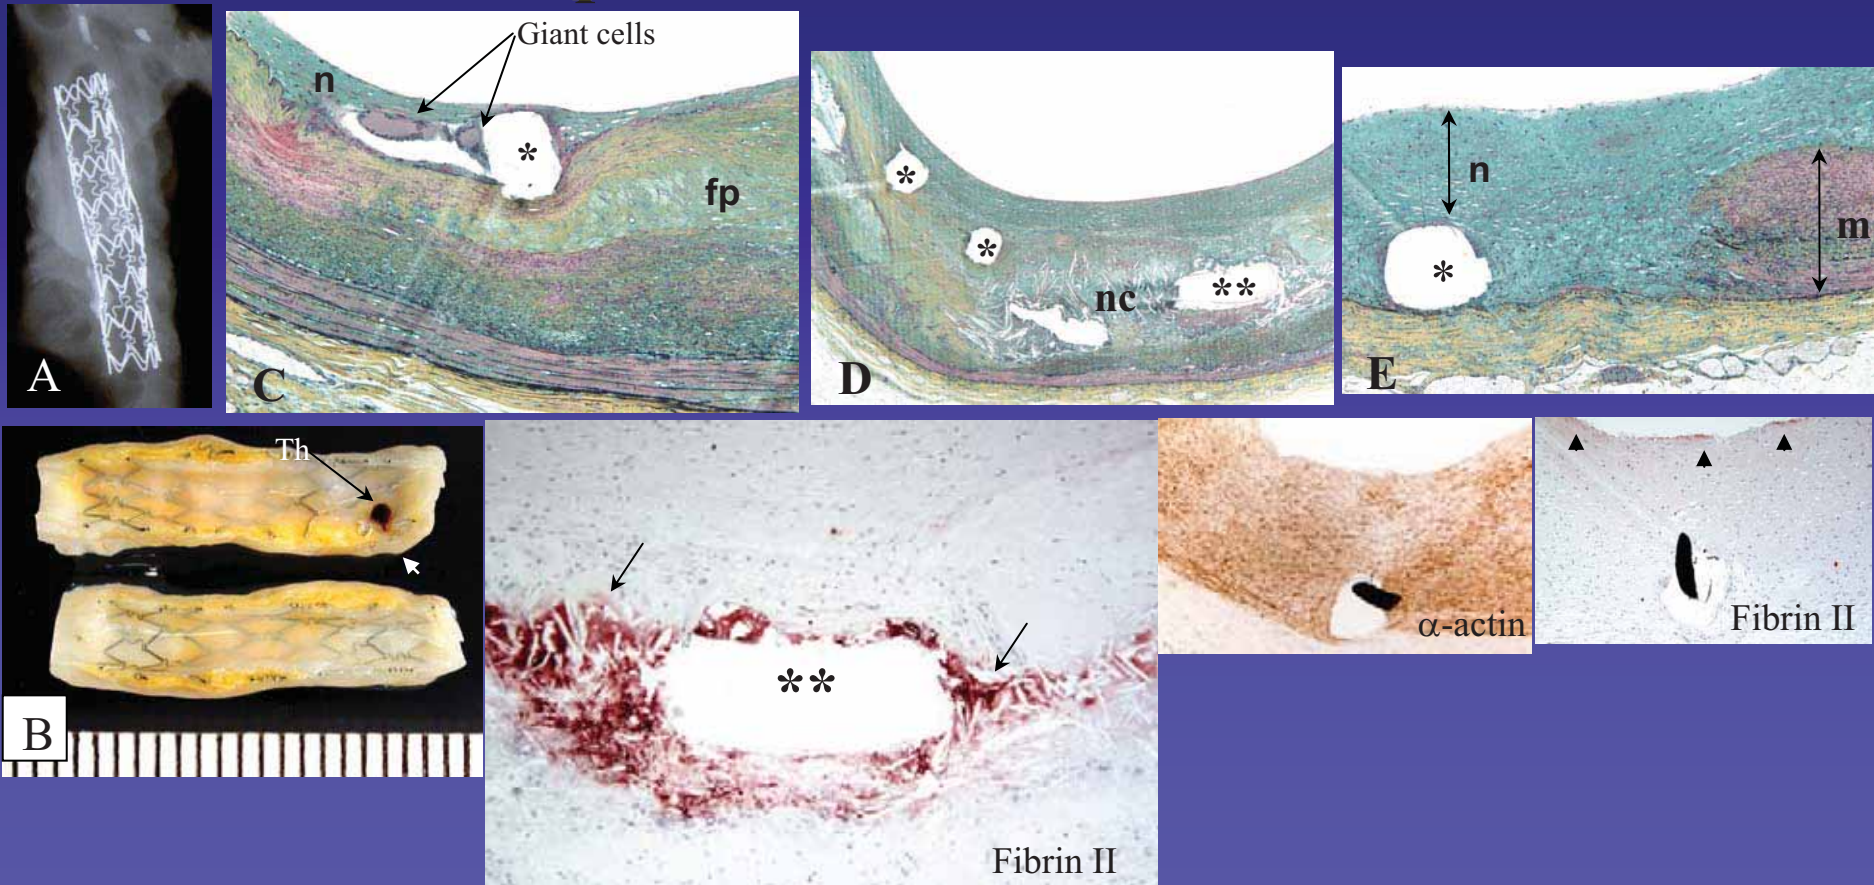 Giant cells
n
*
fp
A
C
*
*
nc
**
D
n
*
m
E
Th
B
**
Fibrin II
α-actin
Fibrin II